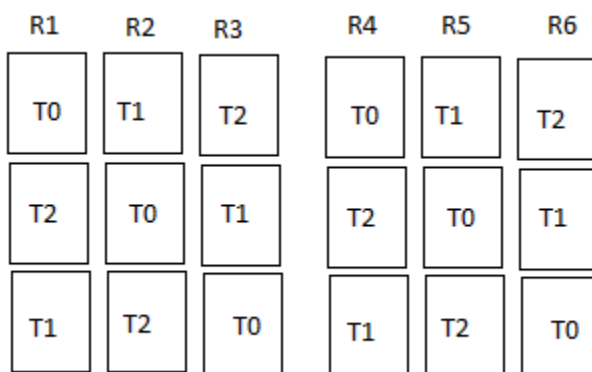 R1 R2 R3 R4 R5 R6
T0 T1 T2 T0 T1 T2
T2 T0 T1 T2 T0 T1
T1 T2 T0 T1 T2 T0